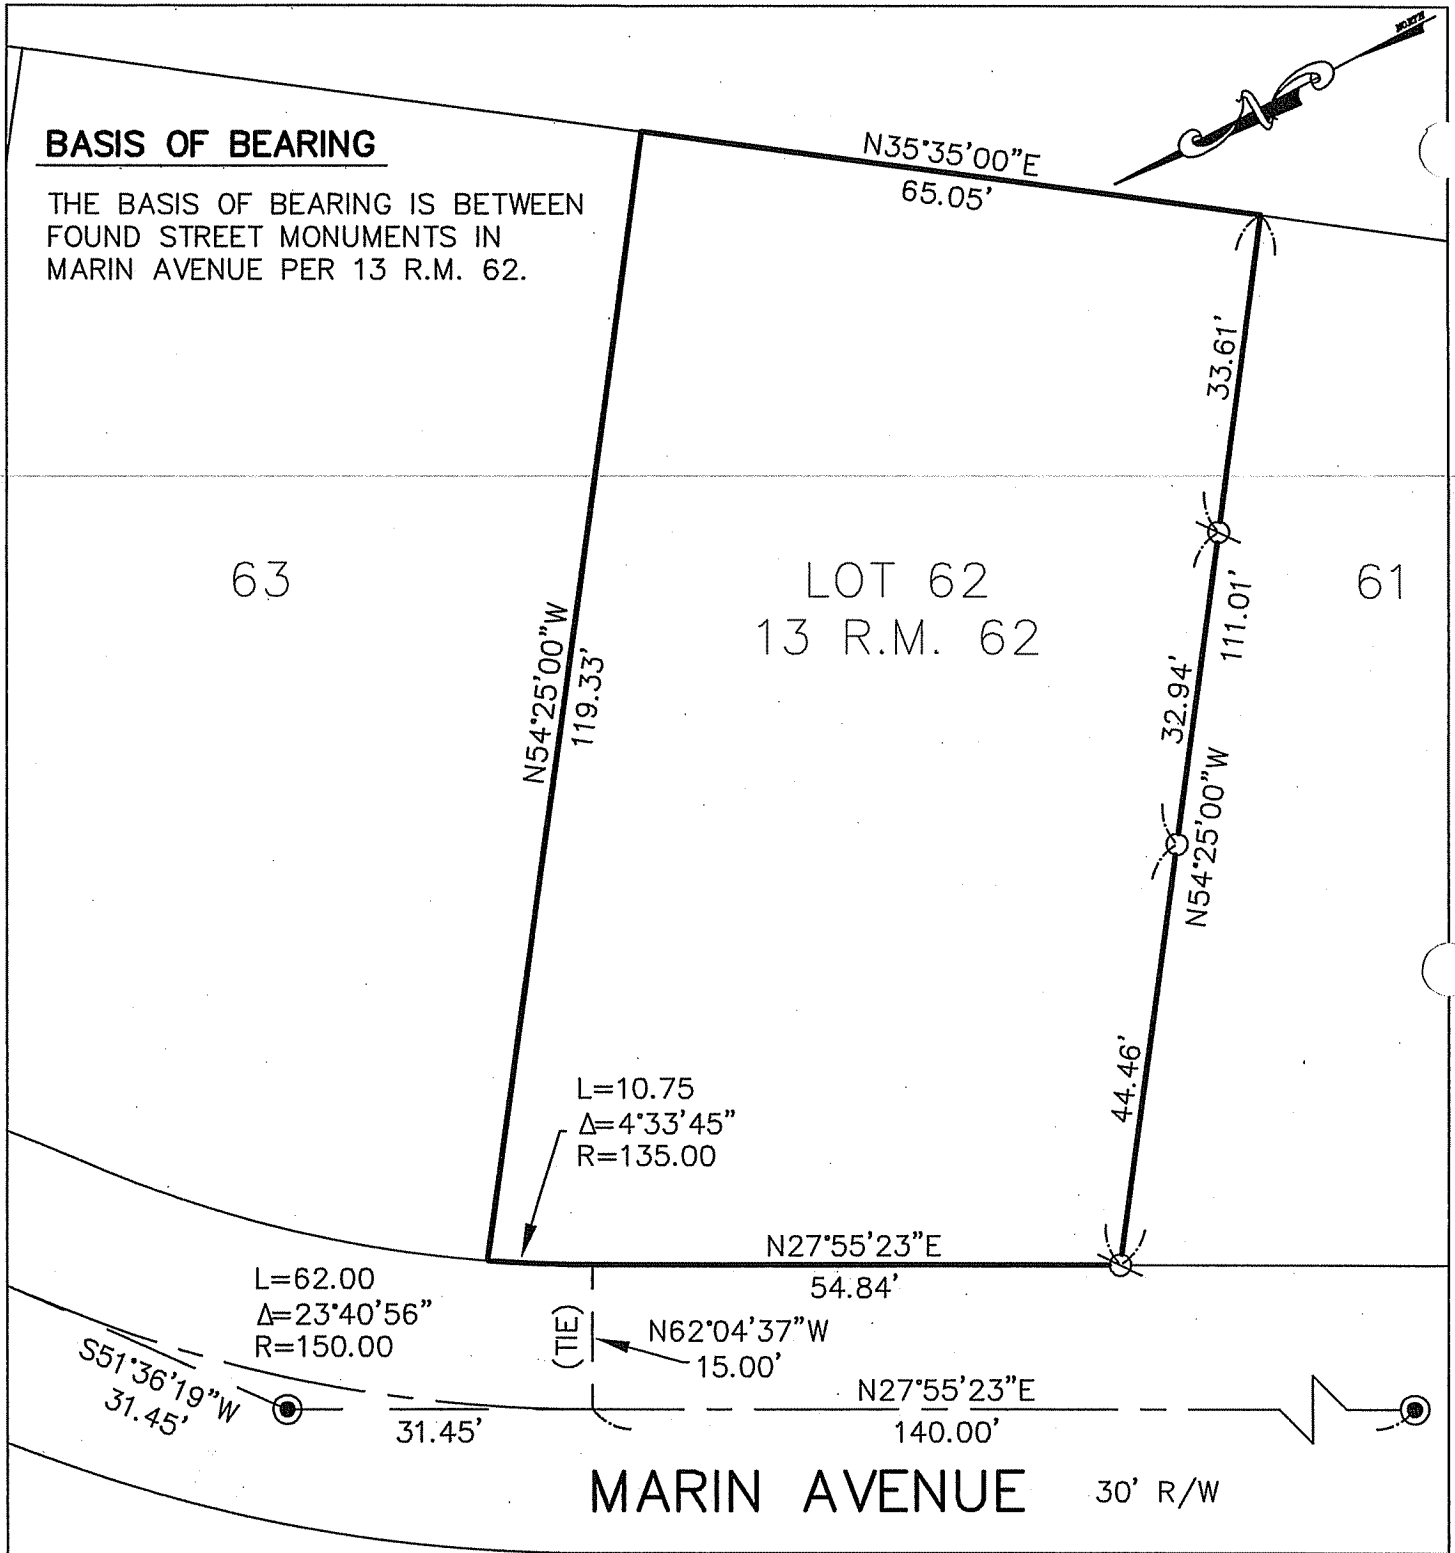 NORTH
BASIS OF BEARING
THE BASIS OF BEARING IS BETWEEN
FOUND STREET MONUMENTS IN
MARIN AVENUE PER 13 R.M. 62.
N35°35'00"E
65.05'
33.61'
63
LOT 62
13 R.M. 62
61
N54°25'00"W
119.33'
111.01'
32.94'
N54°25'00"W
44.46'
L=10.75
Δ=4°33'45"
R=135.00
N27°55'23"E
54.84'
L=62.00
Δ=23°40'56"
R=150.00
(TIE)
N62°04'37"W
15.00'
S51°36'19"W
31.45'
31.45'
N27°55'23"E
140.00'
MARIN AVENUE
30' R/W